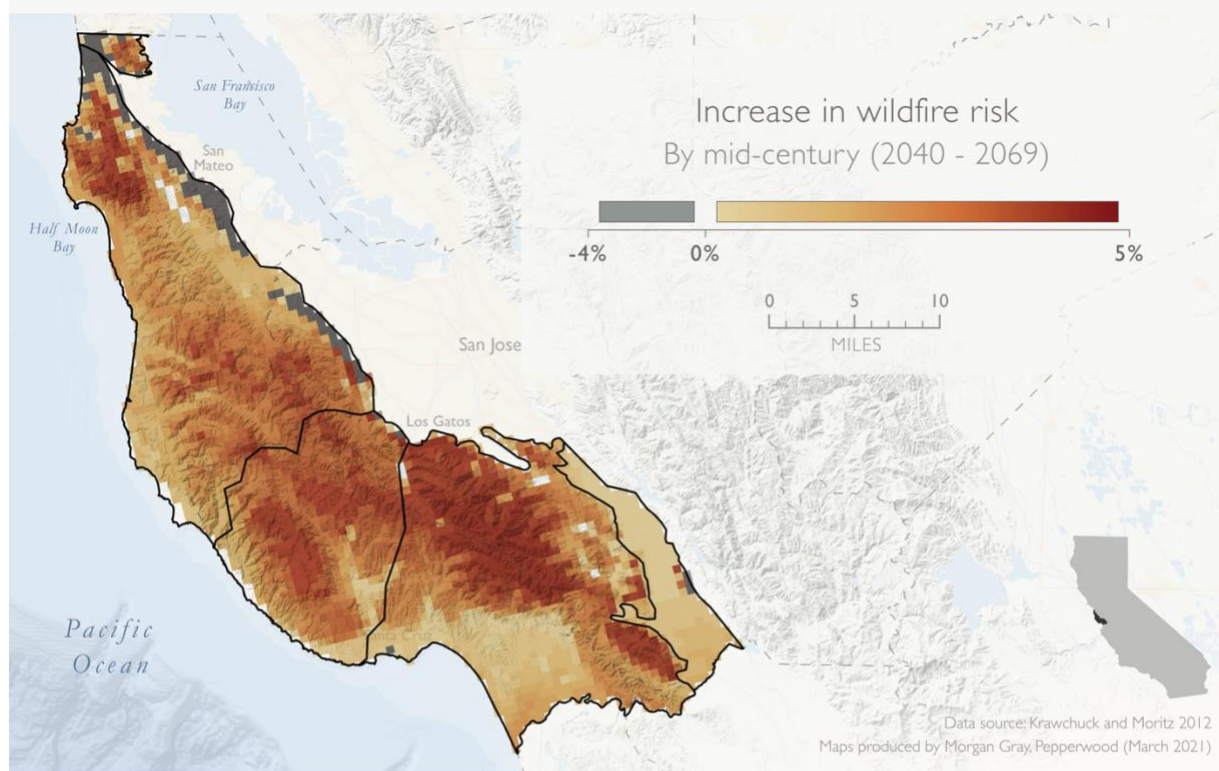 Increase in wildfire risk
By mid-century (2040 - 2069)
-4%
0%
5%
0
5
10
MILES
San Francisco
Bay
San
Mateo
Half Moon
Bay
San Jose
Los Gatos
Santa Cruz
Pacific
Ocean
Data source: Krawchuck and Moritz 2012
Maps produced by Morgan Gray, Pepperwood (March 2021)